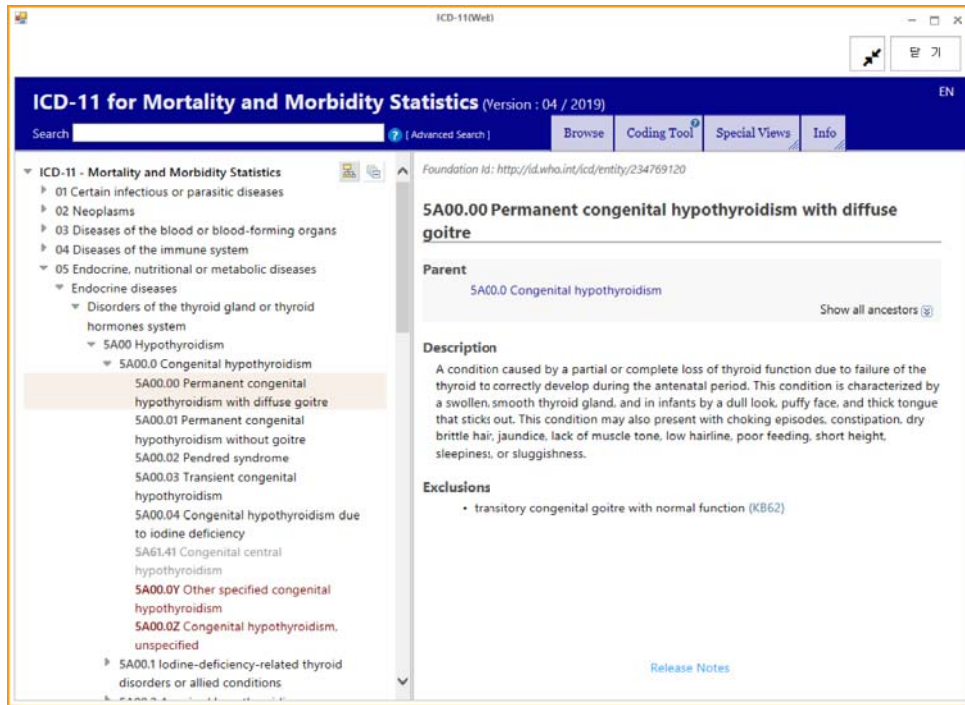 ICD-11(Web)
닫 기
ICD-11 for Mortality and Morbidity Statistics (Version : 04 / 2019)
EN
Search
? [ Advanced Search ]
Browse
Coding Tool ?
Special Views
Info
ICD-11 - Mortality and Morbidity Statistics
01 Certain infectious or parasitic diseases
02 Neoplasms
03 Diseases of the blood or blood-forming organs
04 Diseases of the immune system
05 Endocrine, nutritional or metabolic diseases
Endocrine diseases
Disorders of the thyroid gland or thyroid
hormones system
5A00 Hypothyroidism
5A00.0 Congenital hypothyroidism
5A00.00 Permanent congenital
hypothyroidism with diffuse goitre
5A00.01 Permanent congenital
hypothyroidism without goitre
5A00.02 Pendred syndrome
5A00.03 Transient congenital
hypothyroidism
5A00.04 Congenital hypothyroidism due
to iodine deficiency
5A61.41 Congenital central
hypothyroidism
5A00.0Y Other specified congenital
hypothyroidism
5A00.0Z Congenital hypothyroidism,
unspecified
5A00.1 Iodine-deficiency-related thyroid
disorders or allied conditions
Foundation Id : http://id.who.int/icd/entity/234769120
5A00.00 Permanent congenital hypothyroidism with diffuse
goitre
Parent
5A00.0 Congenital hypothyroidism
Show all ancestors
Description
A condition caused by a partial or complete loss of thyroid function due to failure of the
thyroid to correctly develop during the antenatal period. This condition is characterized by
a swollen, smooth thyroid gland, and in infants by a dull look, puffy face, and thick tongue
that sticks out. This condition may also present with choking episodes, constipation, dry
brittle hair, jaundice, lack of muscle tone, low hairline, poor feeding, short height,
sleepiness, or sluggishness.
Exclusions
• transitory congenital goitre with normal function (KB62)
Release Notes